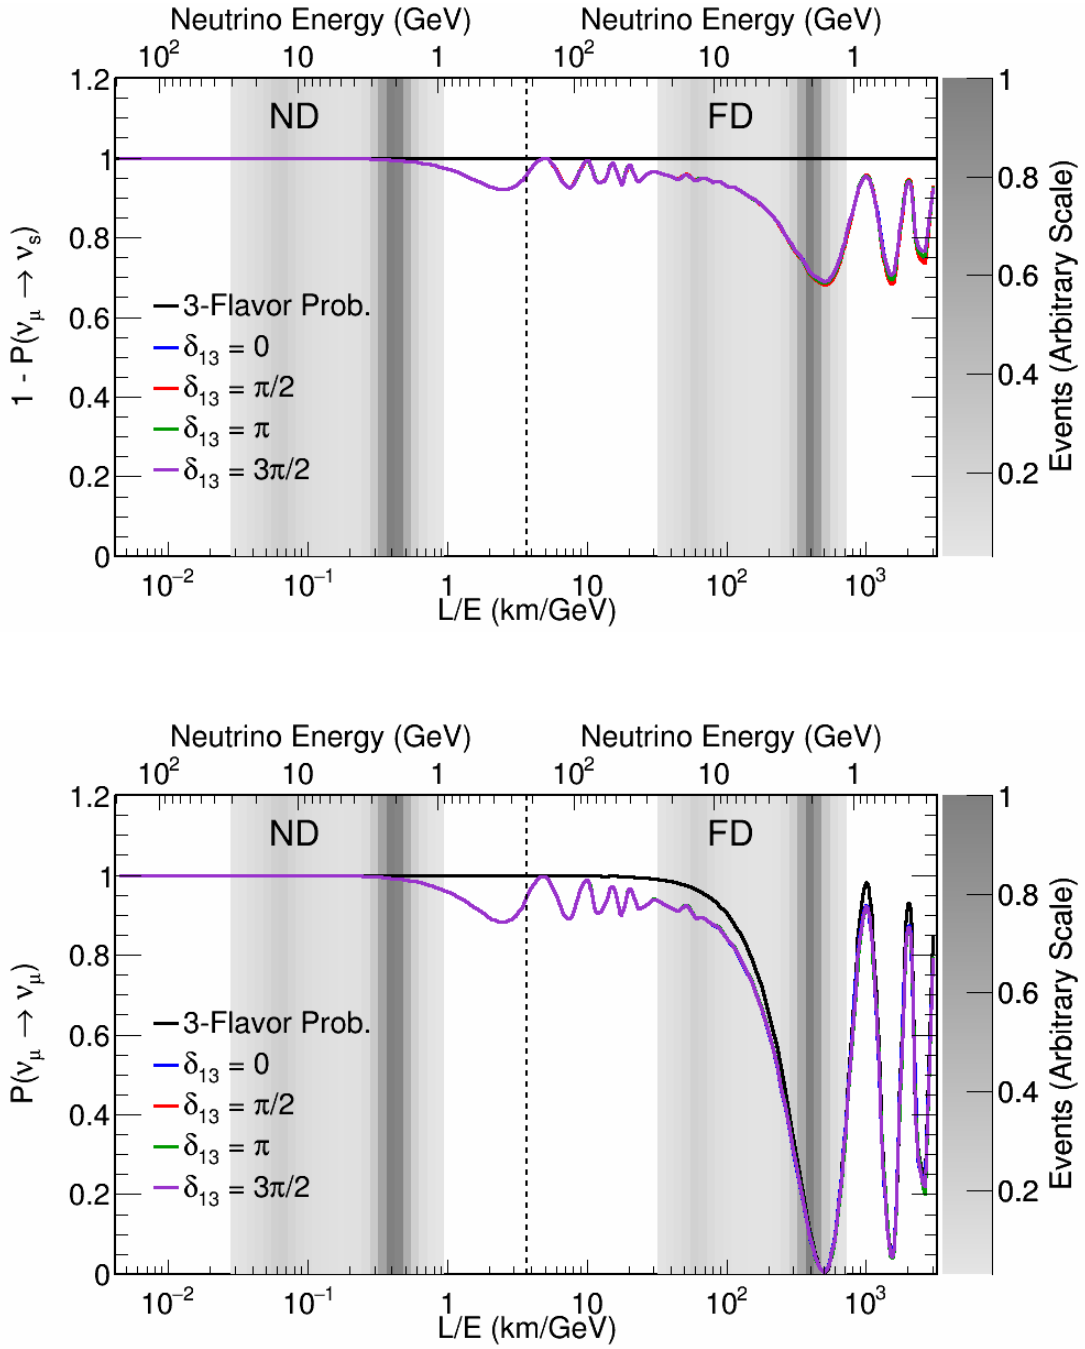 Neutrino Energy (GeV) Neutrino Energy (GeV)
10² 10 1 10² 10 1
1.2 1
ND FD
1
0.8 0.8
0.6 0.6
0.4 0.4
0.2 0.2
0
1 - P(νμ → νs)
3-Flavor Prob.
δ13 = 0
δ13 = π/2
δ13 = π
δ13 = 3π/2
Events (Arbitrary Scale)
10⁻² 10⁻¹ 1 10 10² 10³
L/E (km/GeV)
Neutrino Energy (GeV) Neutrino Energy (GeV)
10² 10 1 10² 10 1
1.2 1
ND FD
1
0.8 0.8
0.6 0.6
0.4 0.4
0.2 0.2
0
P(νμ → νμ)
3-Flavor Prob.
δ13 = 0
δ13 = π/2
δ13 = π
δ13 = 3π/2
Events (Arbitrary Scale)
10⁻² 10⁻¹ 1 10 10² 10³
L/E (km/GeV)